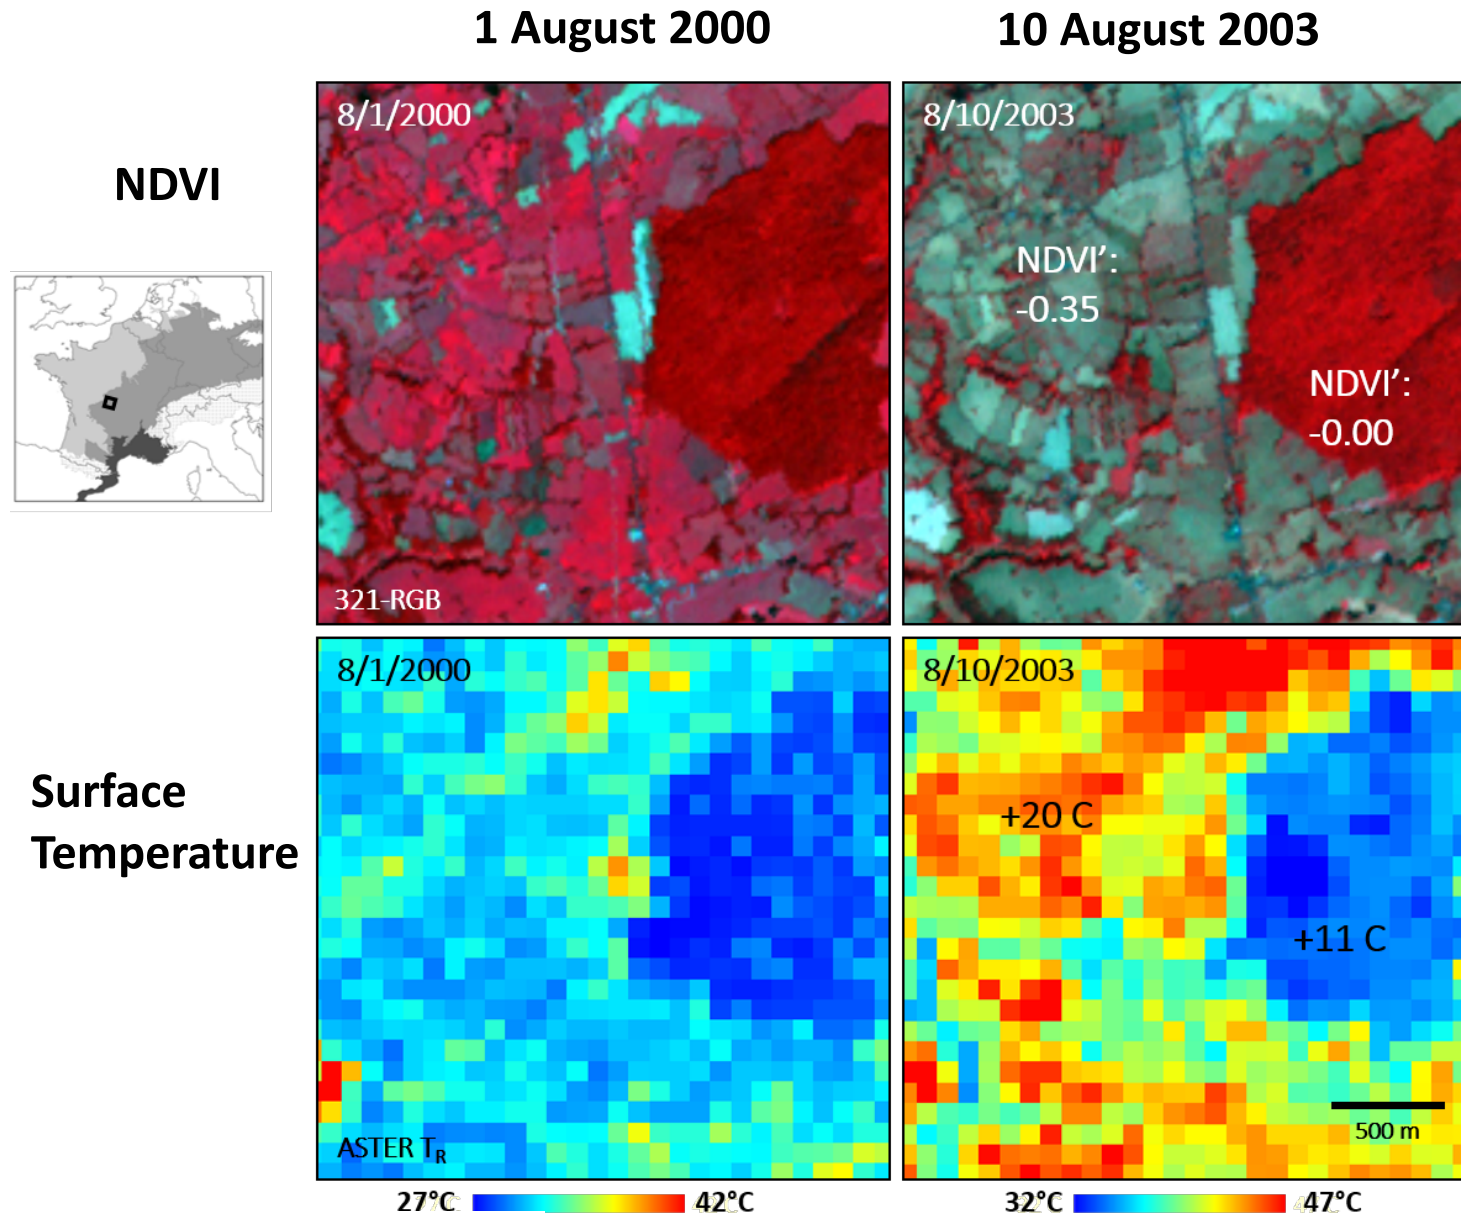 1 August 2000
10 August 2003
NDVI
8/1/2000
321-RGB
8/10/2003
NDVI’:
-0.35
NDVI’:
-0.00
Surface
Temperature
8/1/2000
ASTER TR
8/10/2003
+20 C
+11 C
500 m
27°C
42°C
32°C
47°C